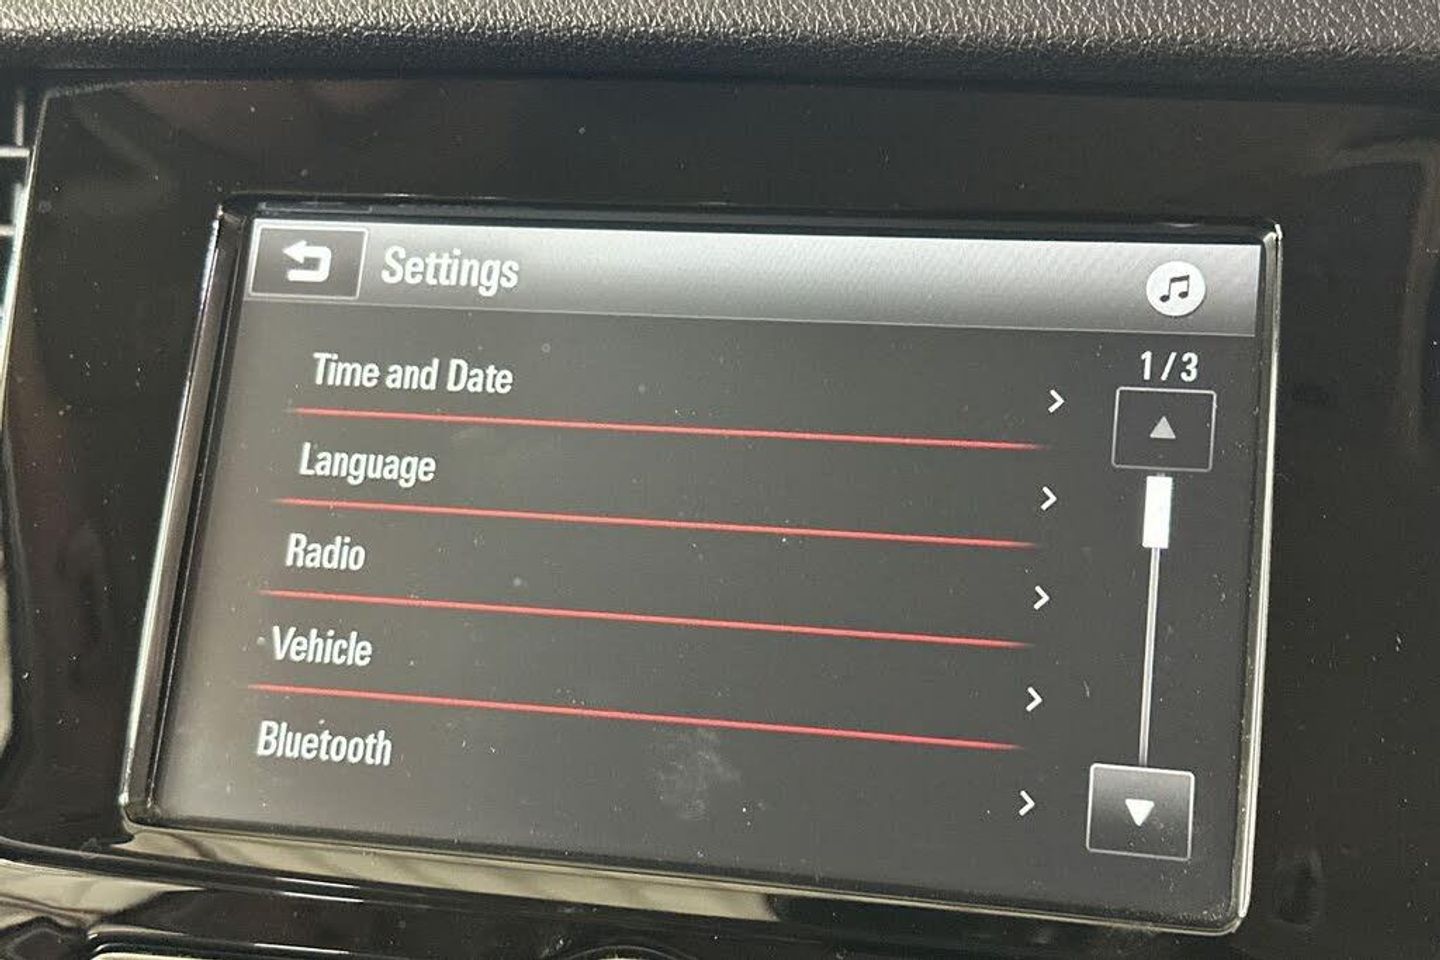 Settings
1/3
Time and Date
Language
Radio
Vehicle
Bluetooth